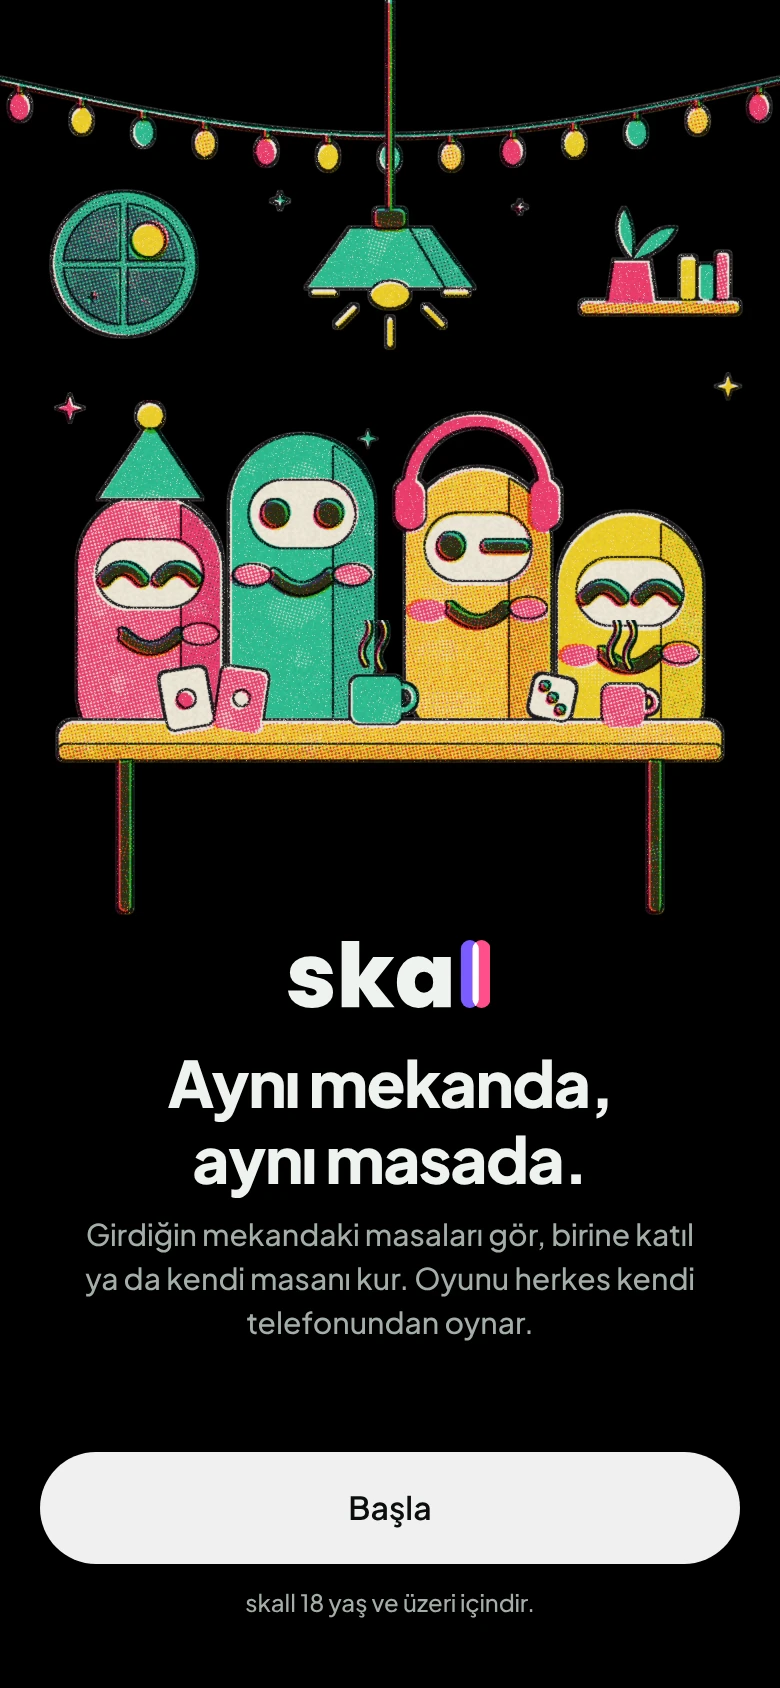 skall
Aynı mekanda,
aynı masada.
Girdiğin mekandaki masaları gör, birine katıl
ya da kendi masanı kur. Oyunu herkes kendi
telefonundan oynar.
Başla
skall 18 yaş ve üzeri içindir.